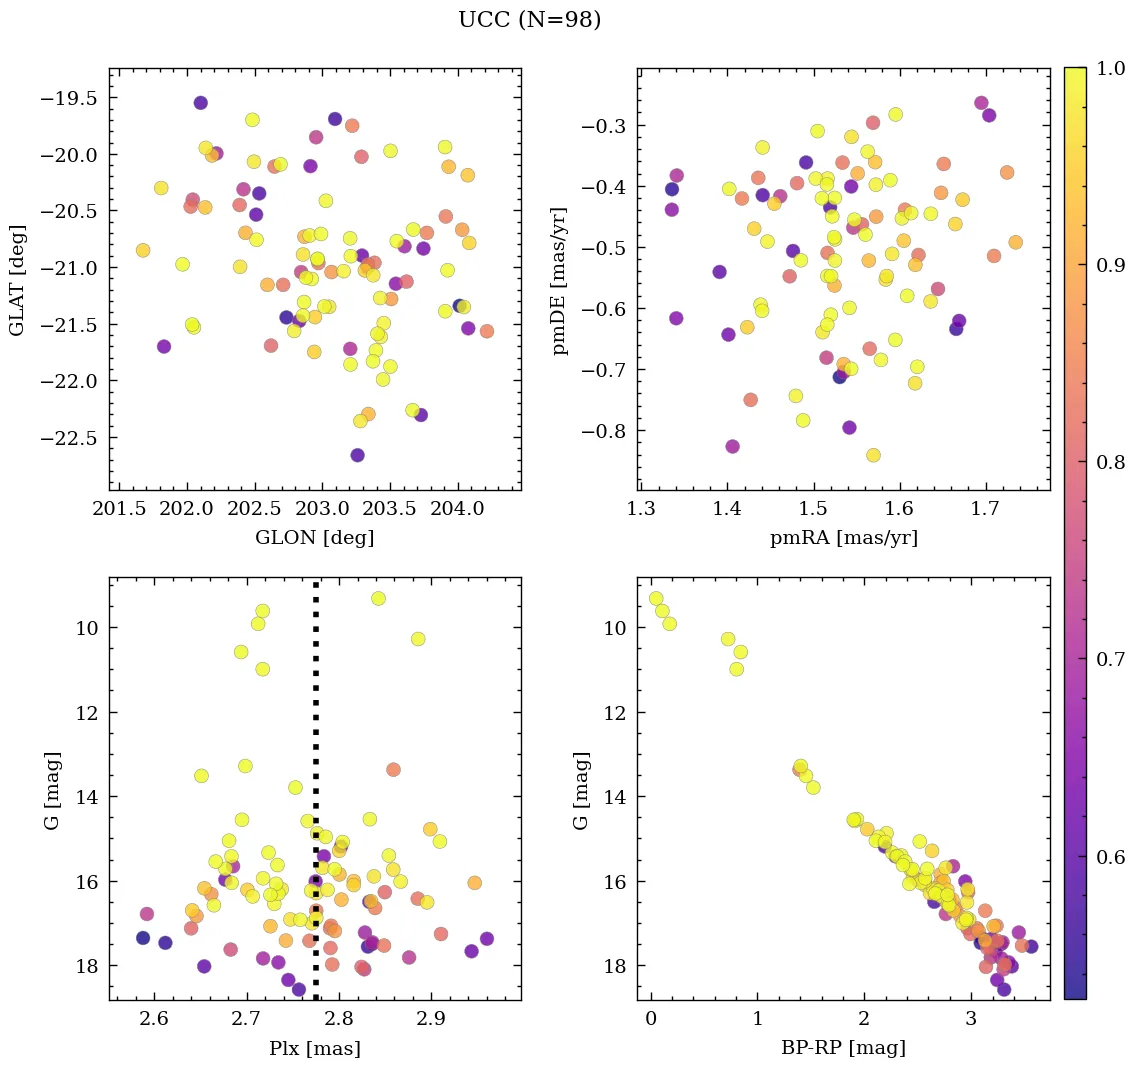 UCC (N=98)
−19.5
−20.0
−20.5
−21.0
−21.5
−22.0
−22.5
GLAT [deg]
201.5 202.0 202.5 203.0 203.5 204.0
GLON [deg]
−0.3
−0.4
−0.5
−0.6
−0.7
−0.8
pmDE [mas/yr]
1.3 1.4 1.5 1.6 1.7
pmRA [mas/yr]
1.0
0.9
0.8
0.7
0.6
10
12
14
16
18
G [mag]
2.6 2.7 2.8 2.9
Plx [mas]
10
12
14
16
18
G [mag]
0 1 2 3
BP-RP [mag]